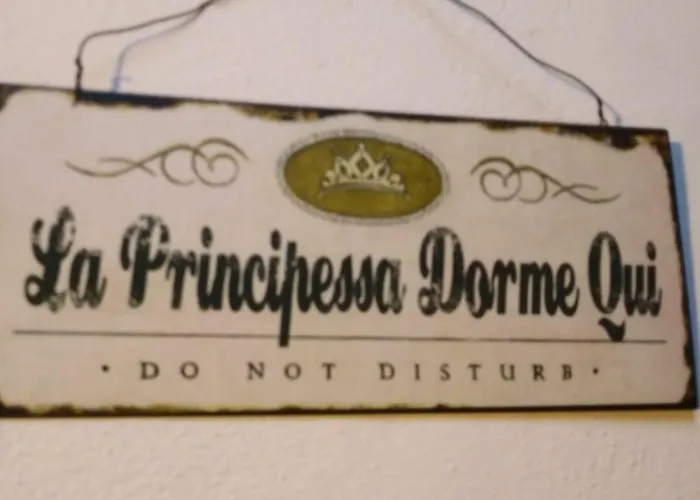 La Principessa Dorme Qui
· DO NOT DISTURB ·